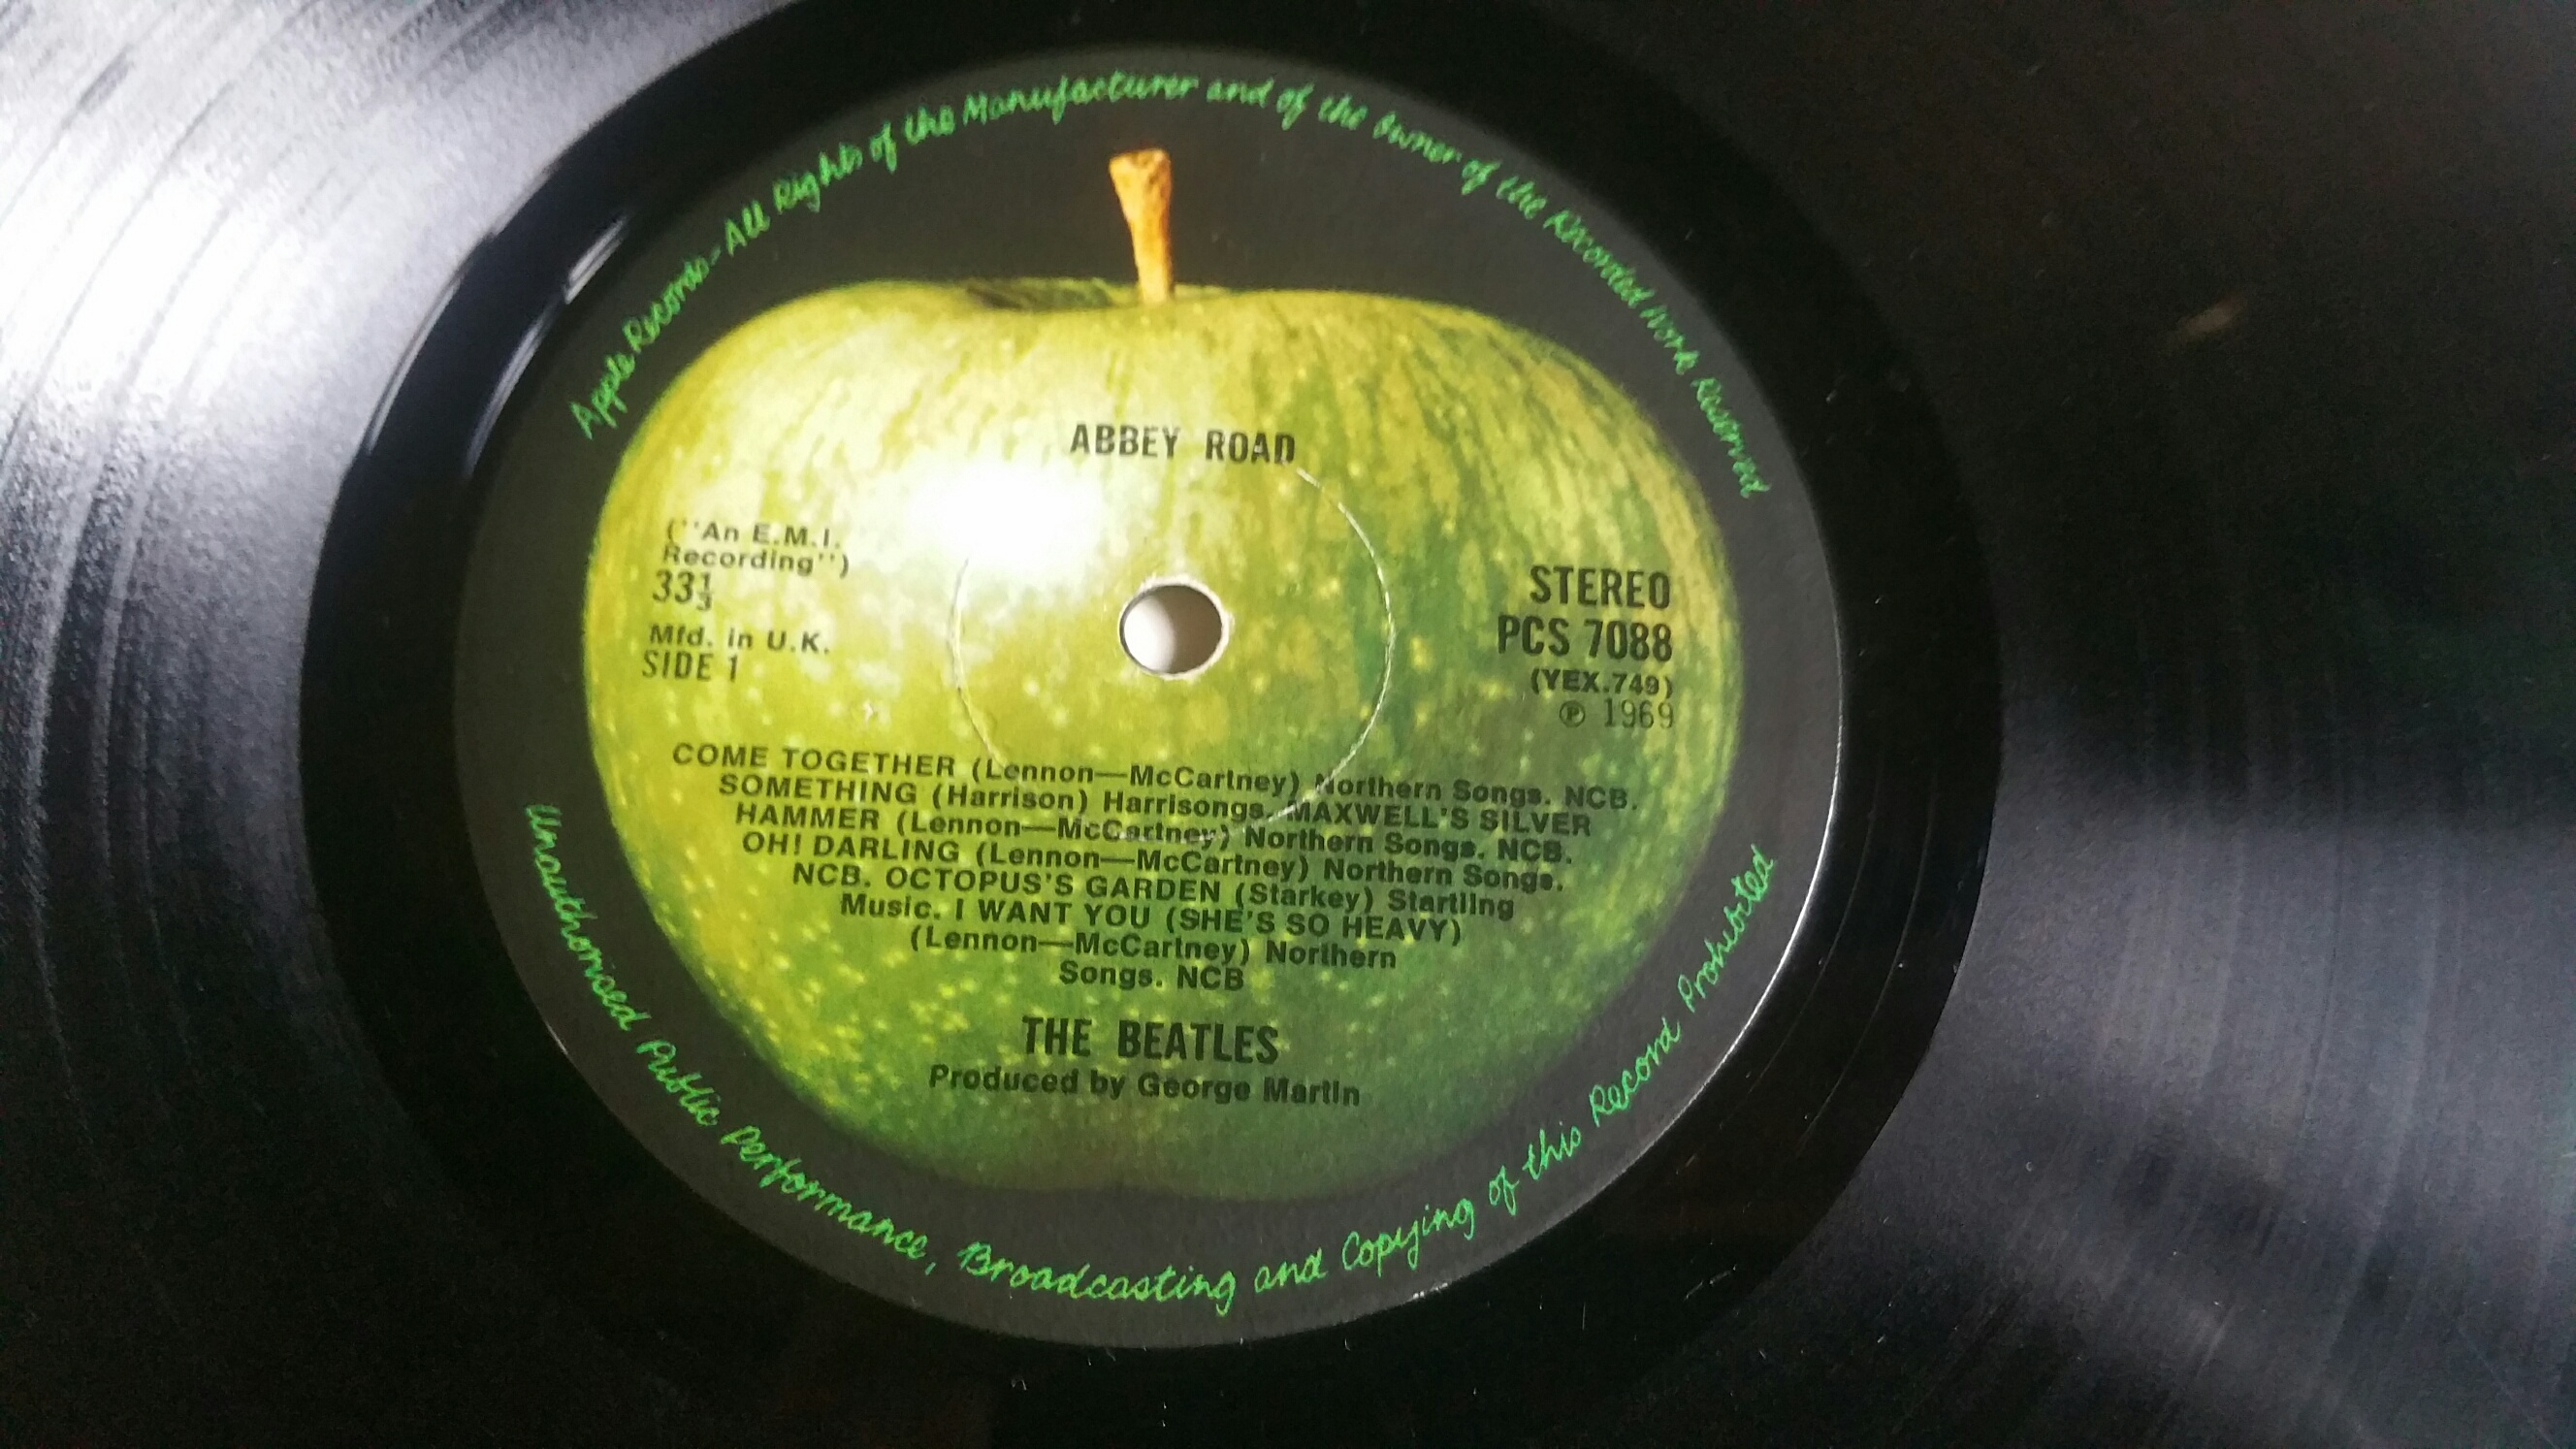 Apple Records - All Rights of the Manufacturer and of the Owner of the Recorded Work Reserved
ABBEY ROAD
(''An E.M.I.
Recording'')
33⅓
Mfd. in U.K.
SIDE 1
STEREO
PCS 7088
(YEX.749)
℗ 1969
COME TOGETHER (Lennon—McCartney) Northern Songs. NCB.
SOMETHING (Harrison) Harrisongs. MAXWELL'S SILVER
HAMMER (Lennon—McCartney) Northern Songs. NCB.
OH! DARLING (Lennon—McCartney) Northern Songs.
NCB. OCTOPUS'S GARDEN (Starkey) Startling
Music. I WANT YOU (SHE'S SO HEAVY)
(Lennon—McCartney) Northern
Songs. NCB
THE BEATLES
Produced by George Martin
Unauthorised Public Performance, Broadcasting and Copying of this Record Prohibited